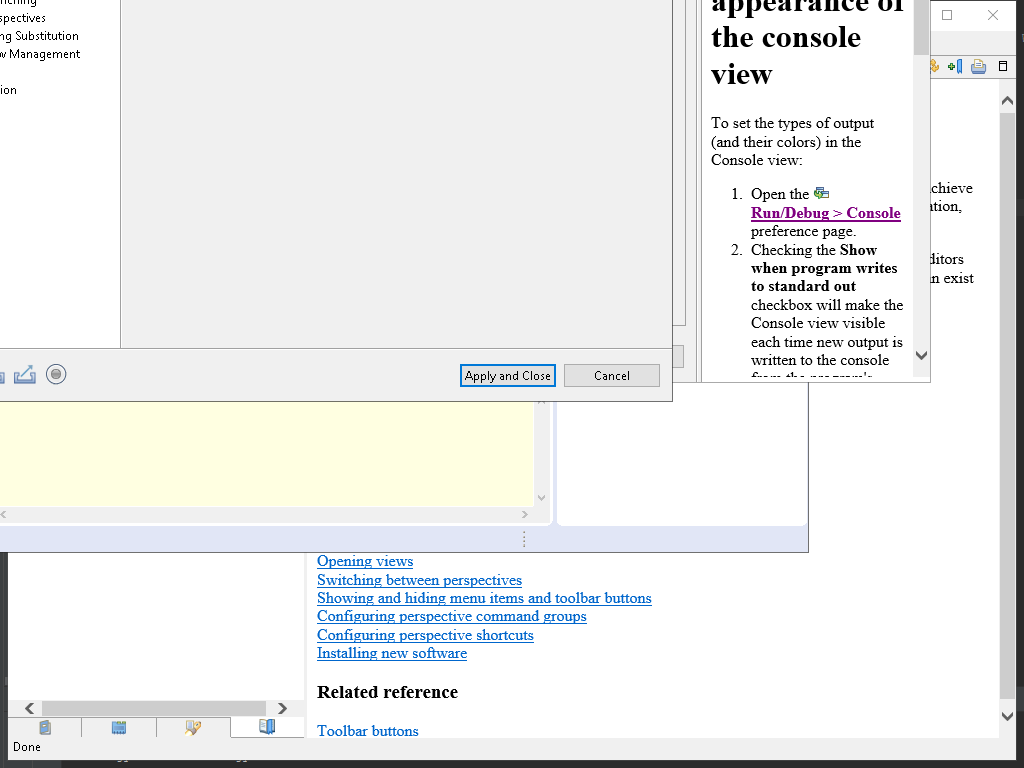 spectives
ng Substitution
w Management
ion
Apply and Close
Cancel
appearance of
the console
view
To set the types of output
(and their colors) in the
Console view:
1. Open the
Run/Debug > Console
preference page.
2. Checking the Show
when program writes
to standard out
checkbox will make the
Console view visible
each time new output is
written to the console
from the program's
chieve
ation,
ditors
n exist
Opening views
Switching between perspectives
Showing and hiding menu items and toolbar buttons
Configuring perspective command groups
Configuring perspective shortcuts
Installing new software
Related reference
Toolbar buttons
Done